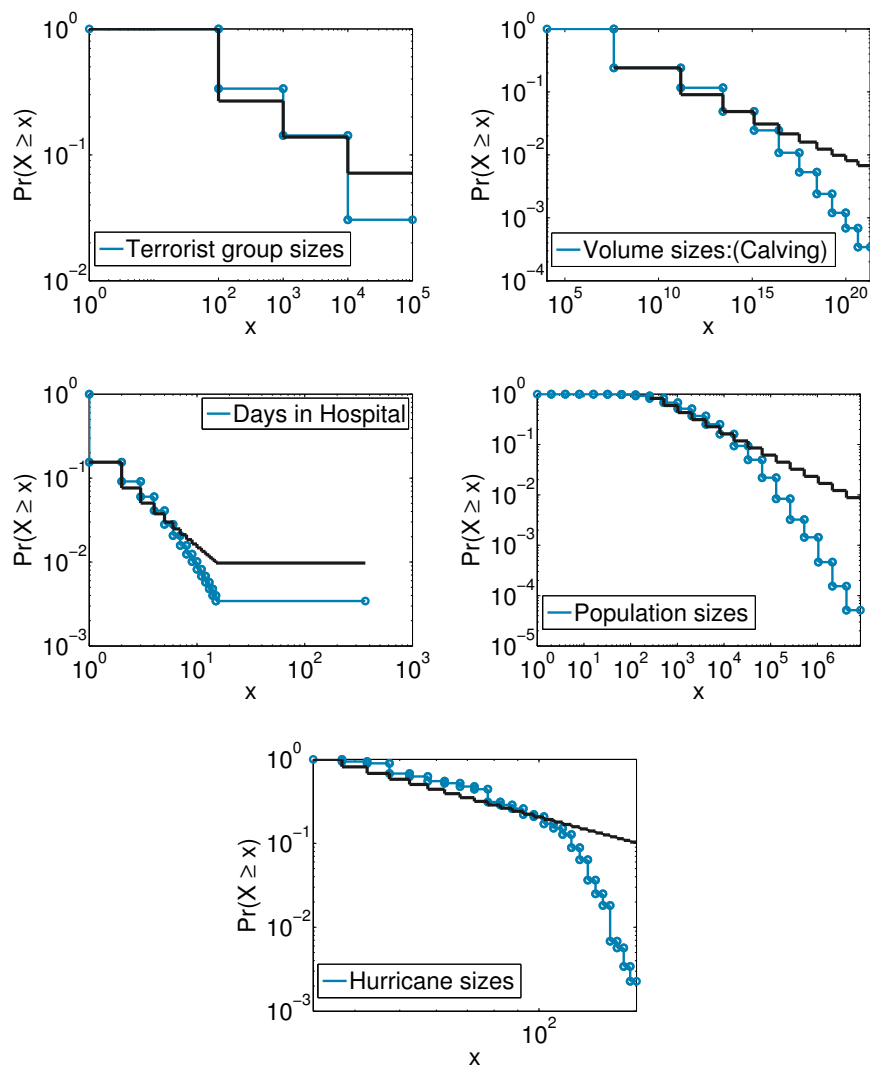 10^0
10^-1
10^-2
Pr(X ≥ x)
Terrorist group sizes
10^0 10^2 10^3 10^4 10^5
x
10^0
10^-1
10^-2
10^-3
10^-4
Pr(X ≥ x)
Volume sizes:(Calving)
10^5 10^10 10^15 10^20
x
10^0
10^-1
10^-2
10^-3
Pr(X ≥ x)
Days in Hospital
10^0 10^1 10^2 10^3
x
10^0
10^-1
10^-2
10^-3
10^-4
10^-5
Pr(X ≥ x)
Population sizes
10^0 10^1 10^2 10^3 10^4 10^5 10^6
x
10^0
10^-1
10^-2
10^-3
Pr(X ≥ x)
Hurricane sizes
10^2
x